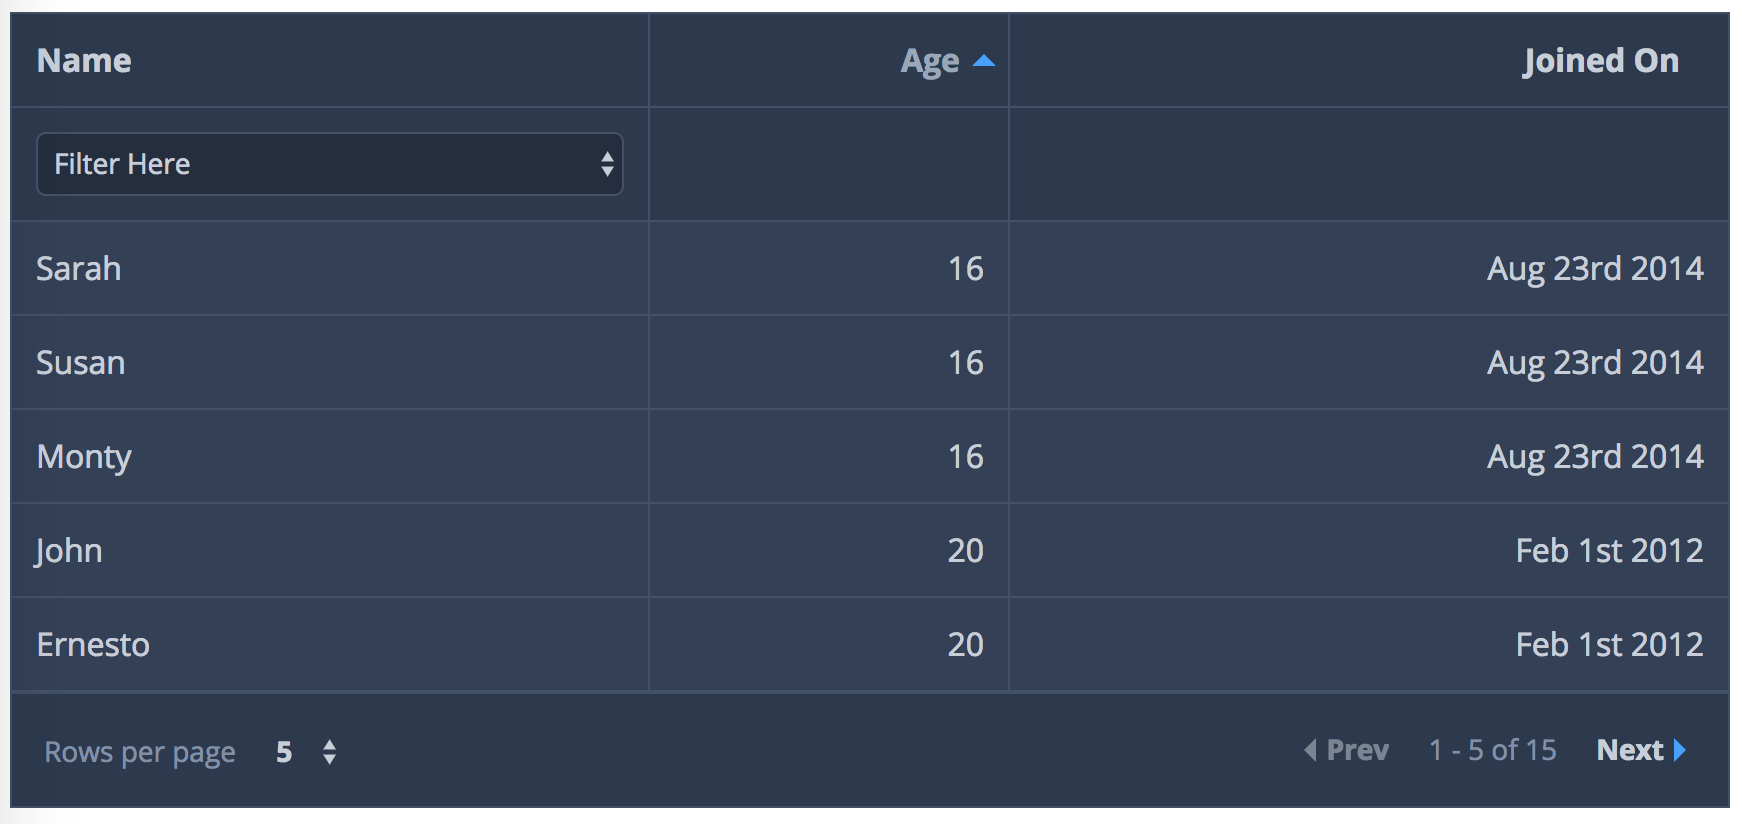 Name Age Joined On
Filter Here
Sarah 16 Aug 23rd 2014
Susan 16 Aug 23rd 2014
Monty 16 Aug 23rd 2014
John 20 Feb 1st 2012
Ernesto 20 Feb 1st 2012
Rows per page 5 Prev 1 - 5 of 15 Next